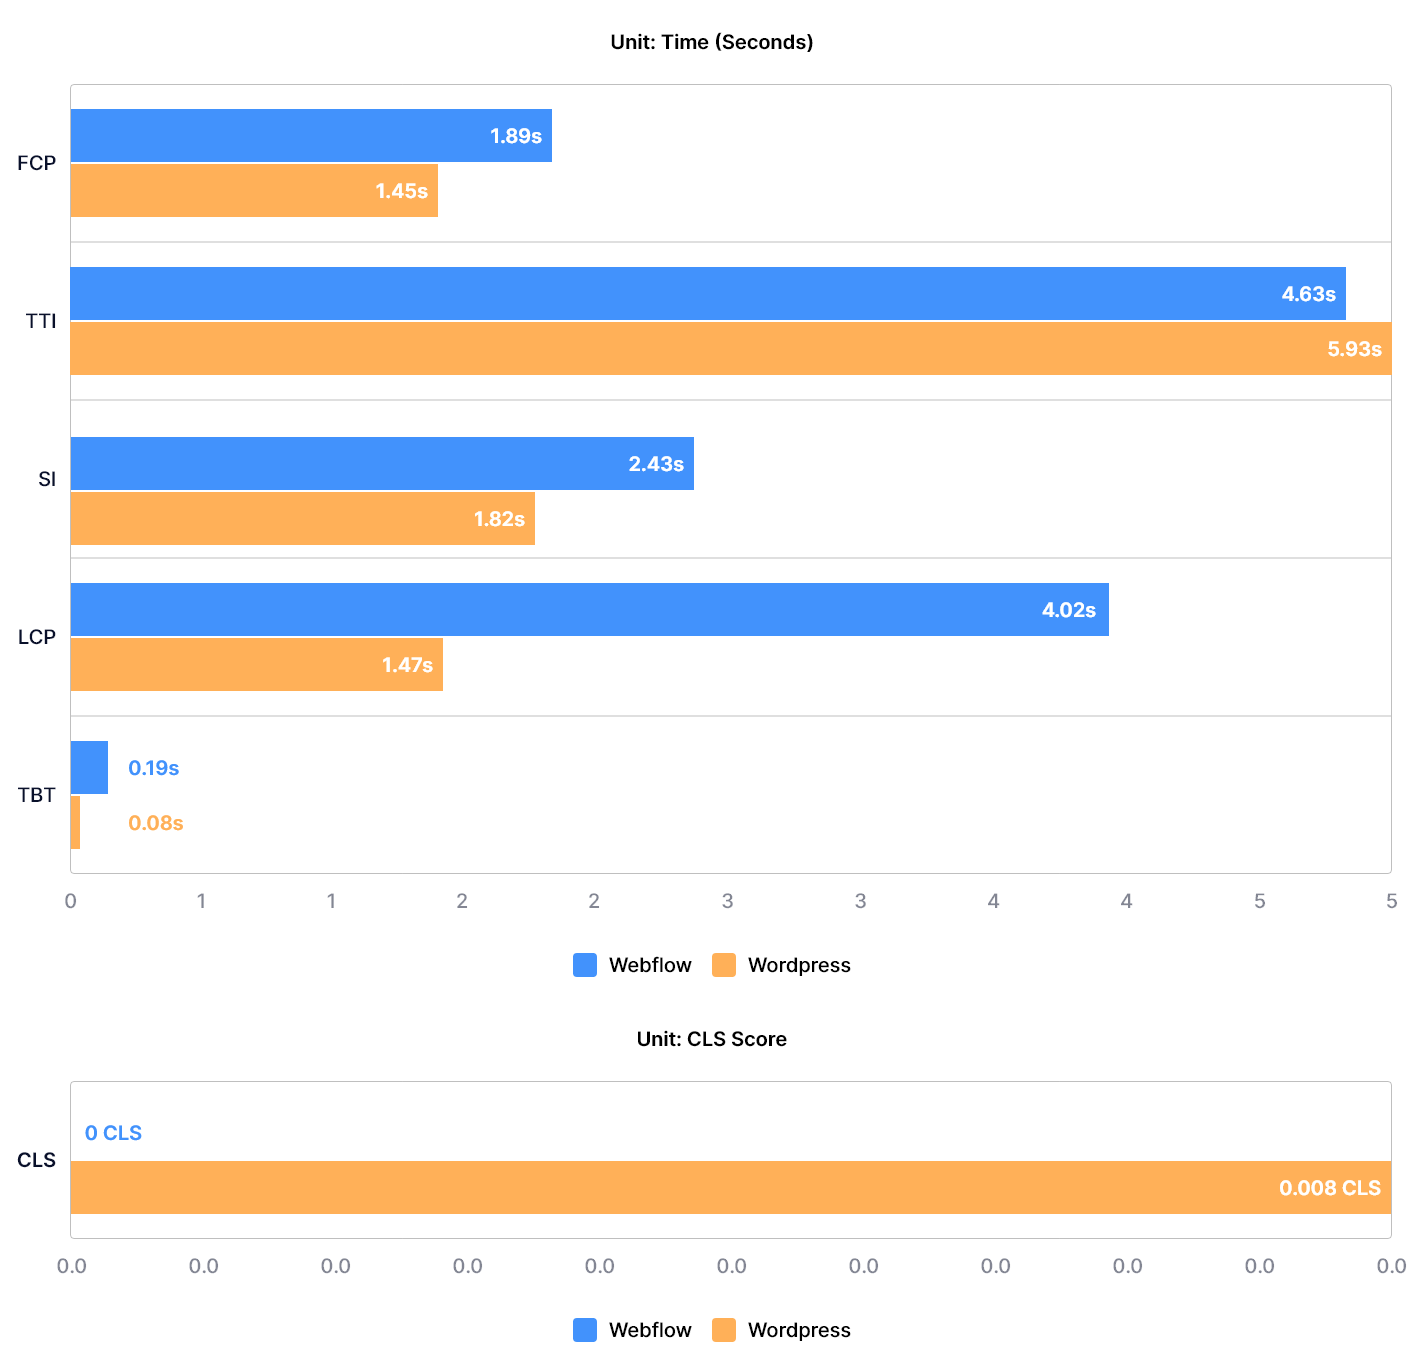 Unit: Time (Seconds)
FCP
1.89s
1.45s
TTI
4.63s
5.93s
SI
2.43s
1.82s
LCP
4.02s
1.47s
TBT
0.19s
0.08s
0 1 1 2 2 3 3 4 4 5 5
Webflow Wordpress
Unit: CLS Score
CLS
0 CLS
0.008 CLS
0.0 0.0 0.0 0.0 0.0 0.0 0.0 0.0 0.0 0.0 0.0
Webflow Wordpress